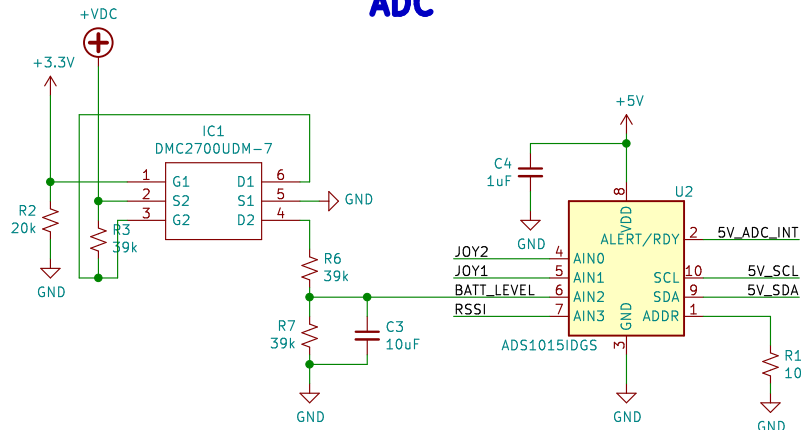 ADC
+VDC
+3.3V
IC1
DMC2700UDM-7
1 G1 D1 6
2 S2 S1 5
3 G2 D2 4
GND
R2
20k
GND
R3
39k
R6
39k
R7
39k
C3
10uF
GND
+5V
C4
1uF
GND
U2
8
VDD
ALERT/RDY 2 5V_ADC_INT
JOY2 4 AIN0
JOY1 5 AIN1 SCL 10 5V_SCL
BATT_LEVEL 6 AIN2 SDA 9 5V_SDA
RSSI 7 AIN3 ADDR 1
GND
3
ADS1015IDGS
GND
R1
10
GND